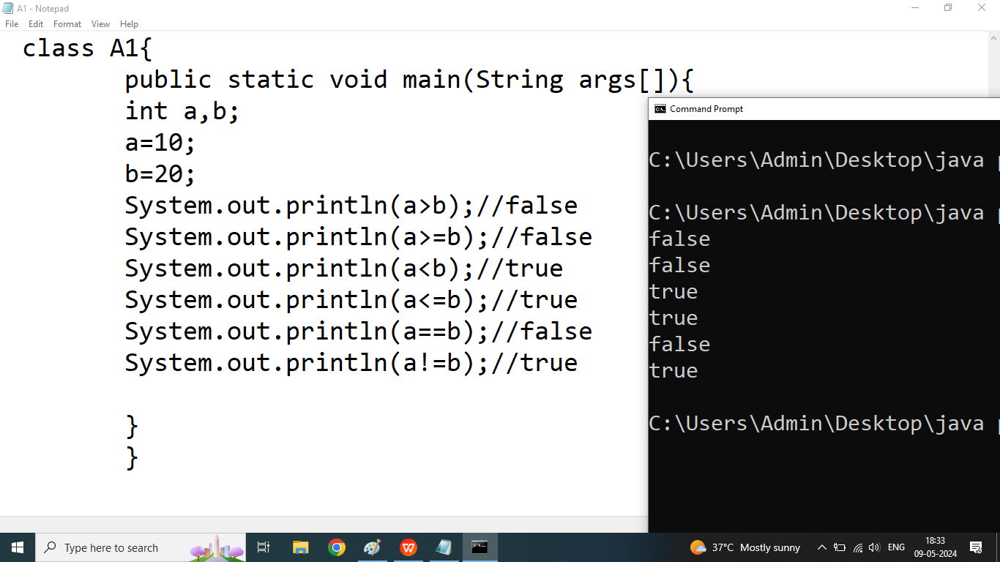 A1 - Notepad
File Edit Format View Help
class A1{
public static void main(String args[]){
int a,b;
a=10;
b=20;
System.out.println(a>b);//false
System.out.println(a>=b);//false
System.out.println(a<b);//true
System.out.println(a<=b);//true
System.out.println(a==b);//false
System.out.println(a!=b);//true
}
}
Command Prompt
C:\Users\Admin\Desktop\java
C:\Users\Admin\Desktop\java
false
false
true
true
false
true
C:\Users\Admin\Desktop\java
Type here to search
37°C Mostly sunny
ENG
18:33
09-05-2024